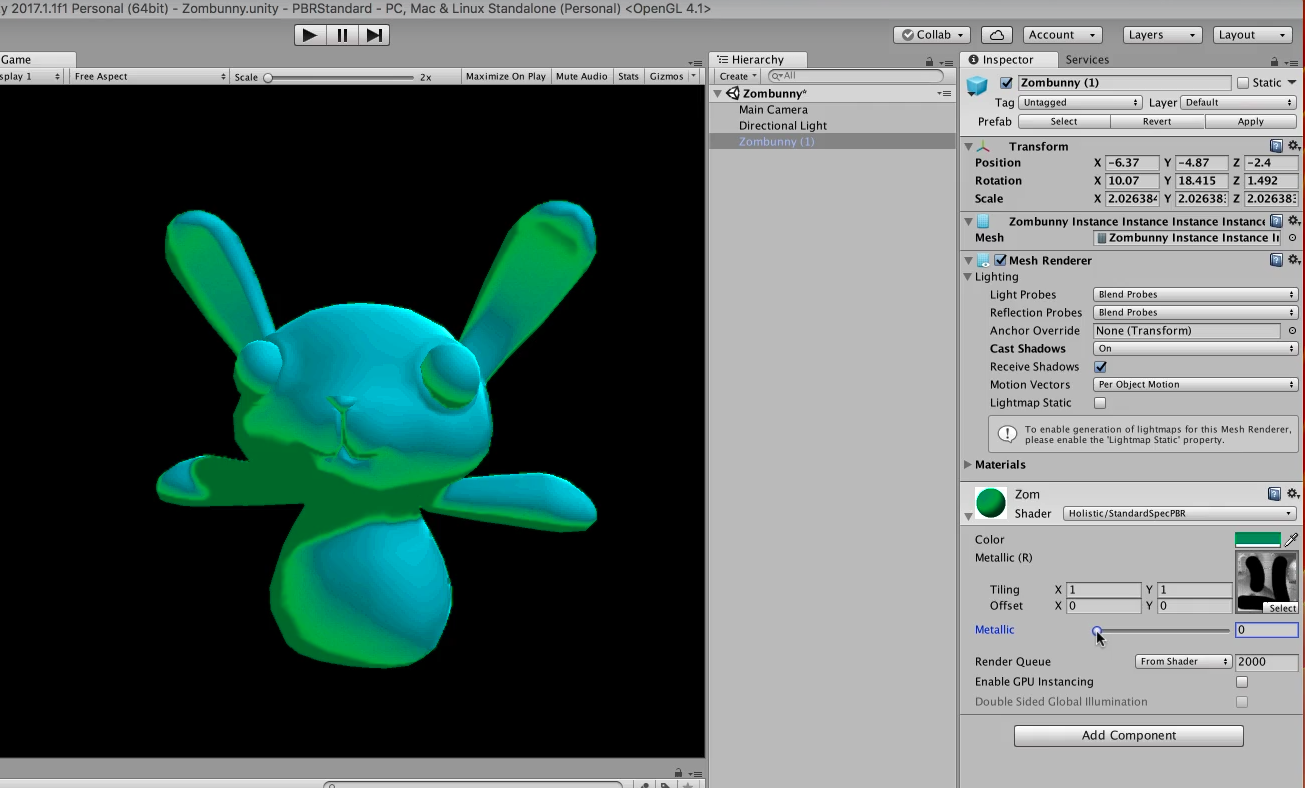 y 2017.1.1f1 Personal (64bit) - Zombunny.unity - PBRStandard - PC, Mac & Linux Standalone (Personal) <OpenGL 4.1>
Collab Account Layers Layout
Game
splay 1 Free Aspect Scale 2x Maximize On Play Mute Audio Stats Gizmos
Hierarchy
Create All
Zombunny*
Main Camera
Directional Light
Zombunny (1)
Inspector Services
Zombunny (1) Static
Tag Untagged Layer Default
Prefab Select Revert Apply
Transform
Position X -6.37 Y -4.87 Z -2.4
Rotation X 10.07 Y 18.415 Z 1.492
Scale X 2.026384 Y 2.02638 Z 2.02638
Zombunny Instance Instance Instance Instance
Mesh Zombunny Instance Instance I
Mesh Renderer
Lighting
Light Probes Blend Probes
Reflection Probes Blend Probes
Anchor Override None (Transform)
Cast Shadows On
Receive Shadows
Motion Vectors Per Object Motion
Lightmap Static
To enable generation of lightmaps for this Mesh Renderer,
please enable the 'Lightmap Static' property.
Materials
Zom
Shader Holistic/StandardSpecPBR
Color
Metallic (R)
Tiling X 1 Y 1
Offset X 0 Y 0
Select
Metallic 0
Render Queue From Shader 2000
Enable GPU Instancing
Double Sided Global Illumination
Add Component